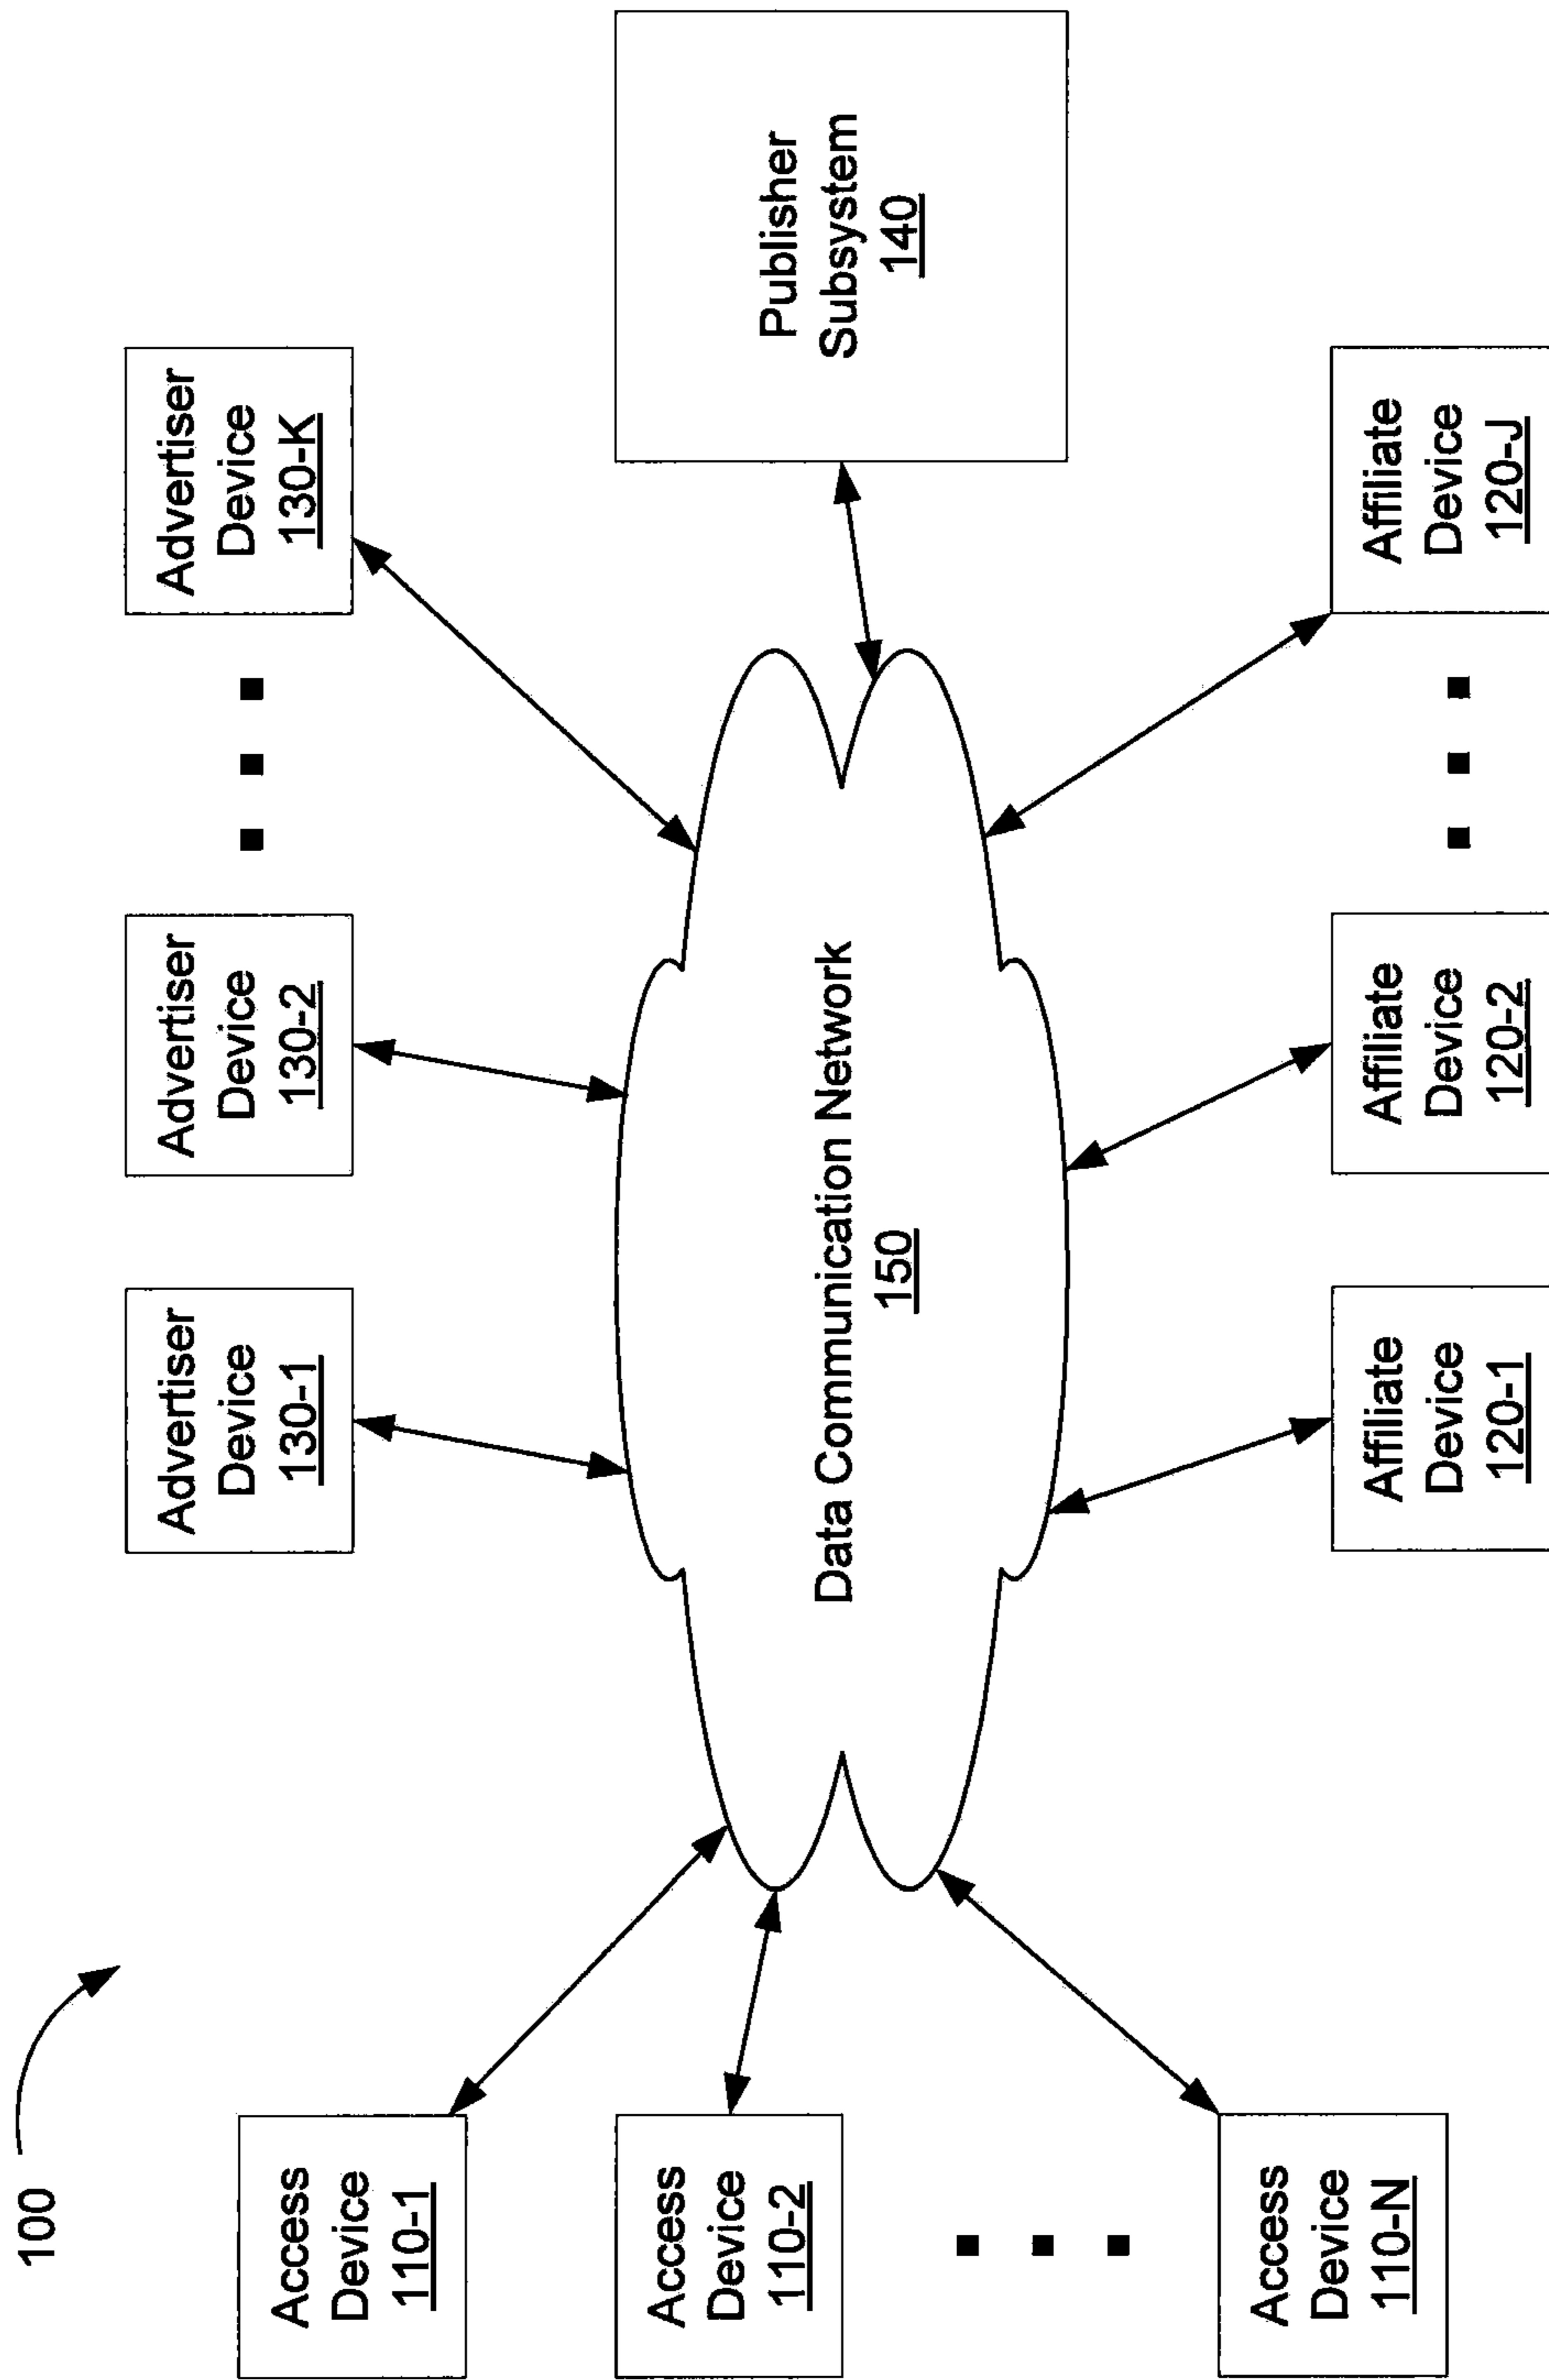 100
Advertiser
Device
130-1
Advertiser
Device
130-2
Advertiser
Device
130-K
Access
Device
110-1
Access
Device
110-2
Access
Device
110-N
Data Communication Network
150
Publisher
Subsystem
140
Affiliate
Device
120-1
Affiliate
Device
120-2
Affiliate
Device
120-J